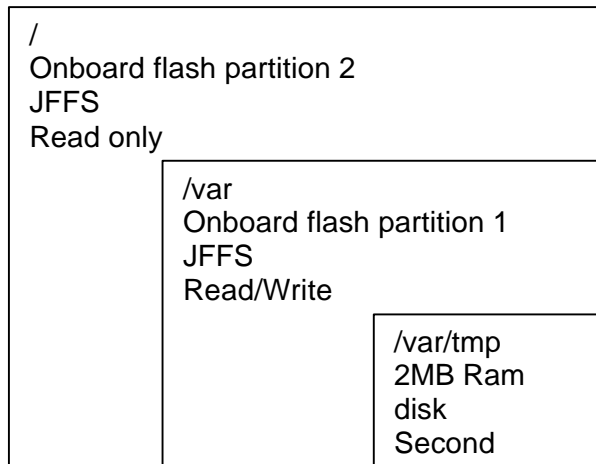 /
Onboard flash partition 2
JFFS
Read only
/var
Onboard flash partition 1
JFFS
Read/Write
/var/tmp
2MB Ram
disk
Second